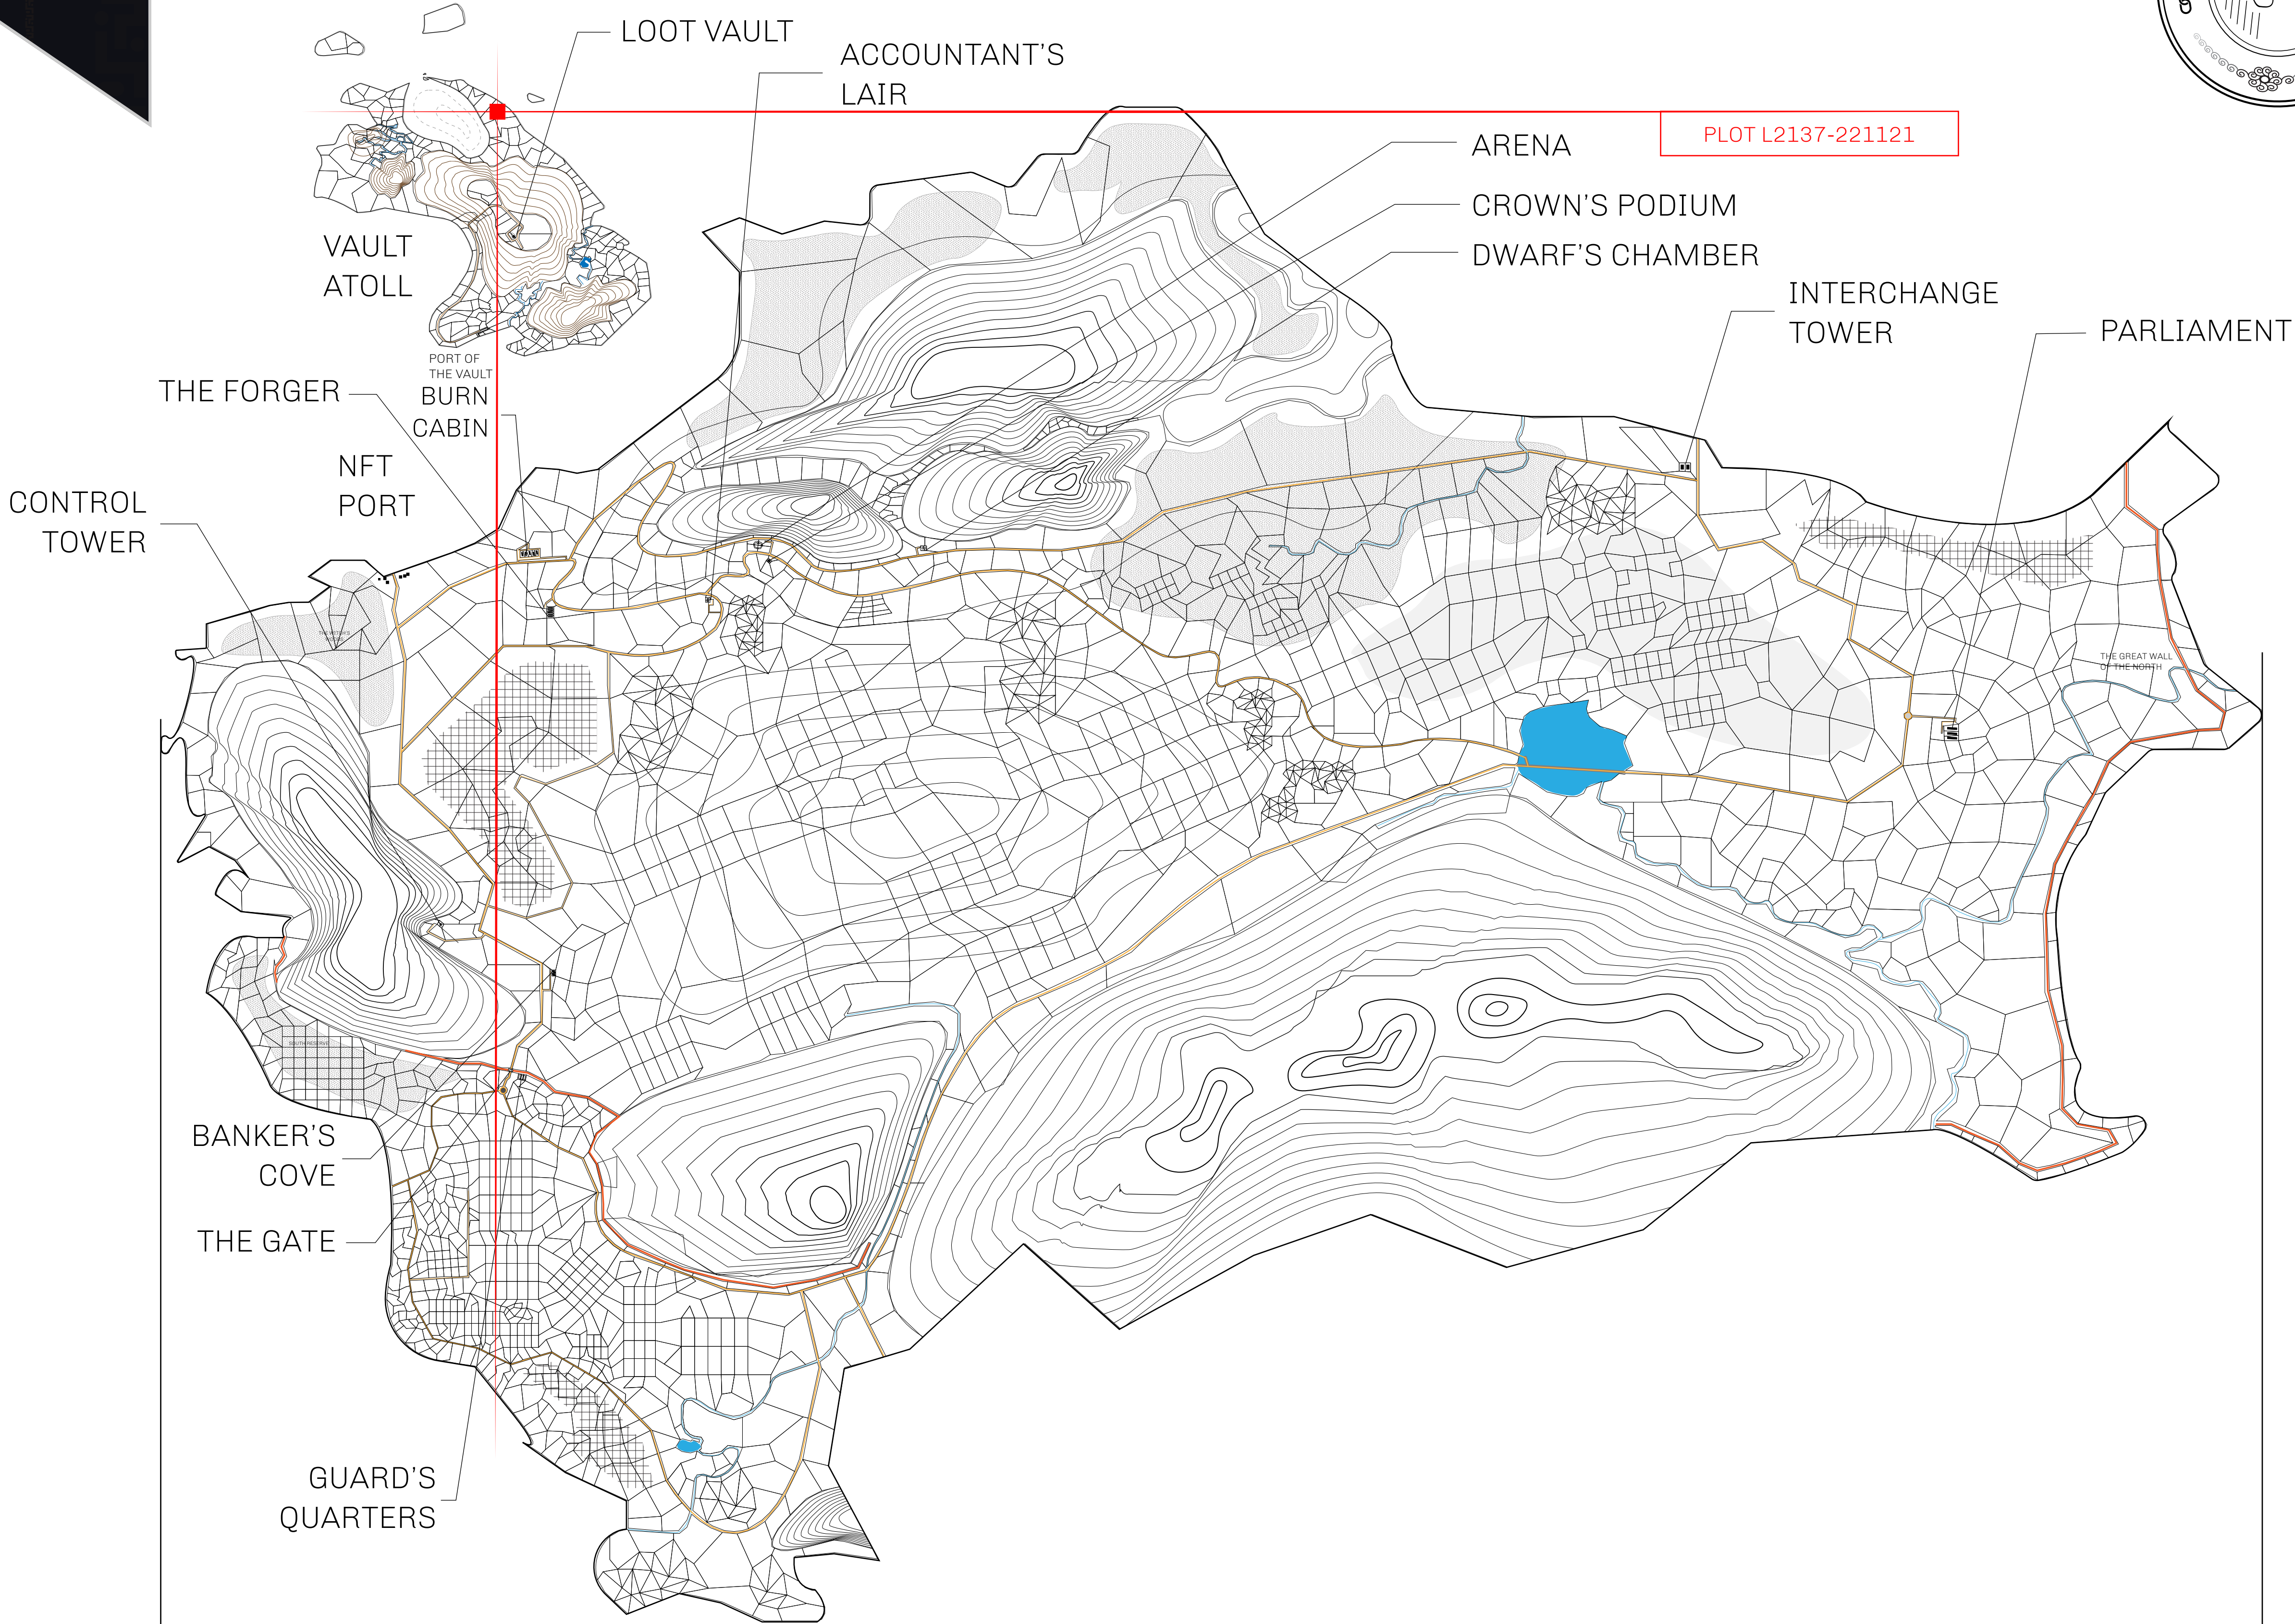 LOOT VAULT
ACCOUNTANT'S
LAIR
PLOT L2137-221121
ARENA
CROWN'S PODIUM
DWARF'S CHAMBER
VAULT
ATOLL
INTERCHANGE
TOWER
PARLIAMENT
PORT OF
THE VAULT
THE FORGER
BURN
CABIN
NFT
PORT
CONTROL
TOWER
THE GREAT WALL
OF THE NORTH
SOUTH RESERVE
BANKER'S
COVE
THE GATE
GUARD'S
QUARTERS